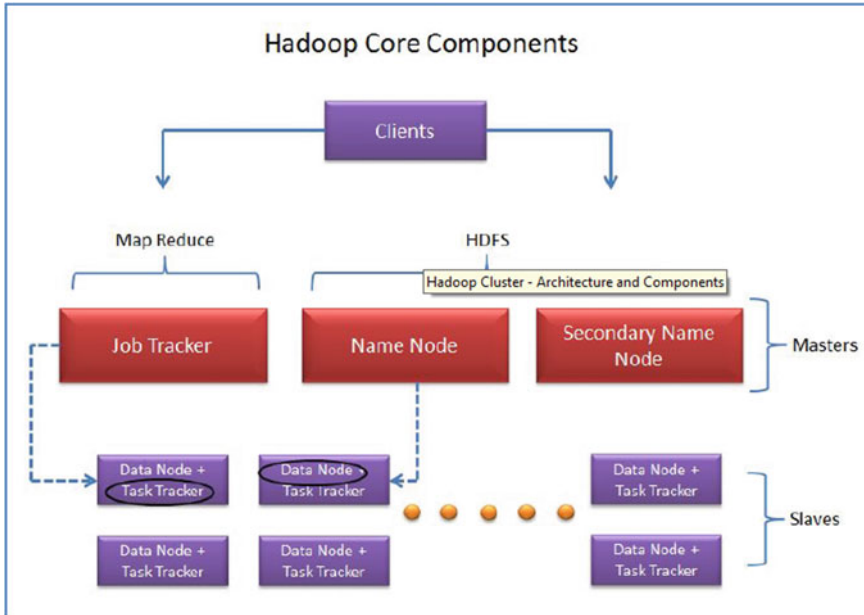 Hadoop Core Components
Clients
Map Reduce
HDFS
Hadoop Cluster - Architecture and Components
Job Tracker
Name Node
Secondary Name
Node
Masters
Data Node +
Task Tracker
Data Node +
Task Tracker
Data Node +
Task Tracker
Slaves
Data Node +
Task Tracker
Data Node +
Task Tracker
Data Node +
Task Tracker